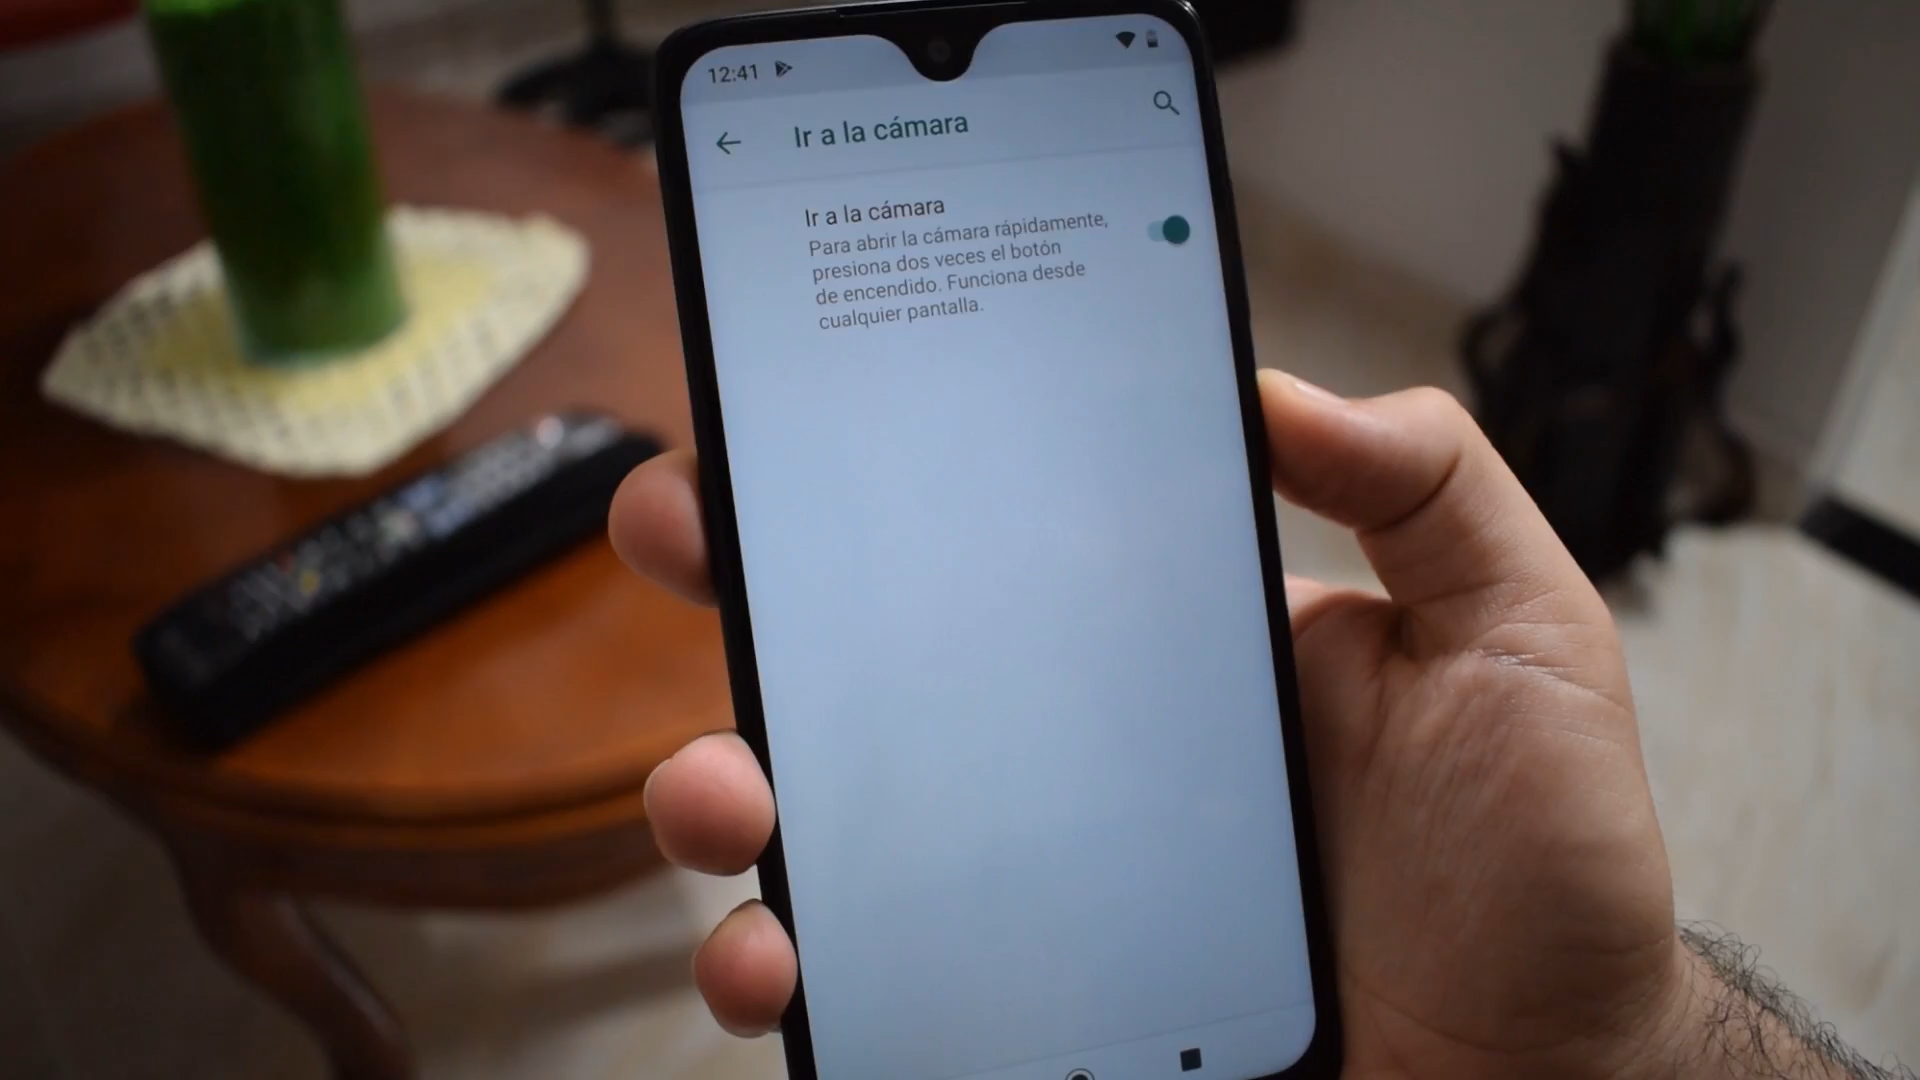 12:41
Ir a la cámara
Ir a la cámara
Para abrir la cámara rápidamente,
presiona dos veces el botón
de encendido. Funciona desde
cualquier pantalla.